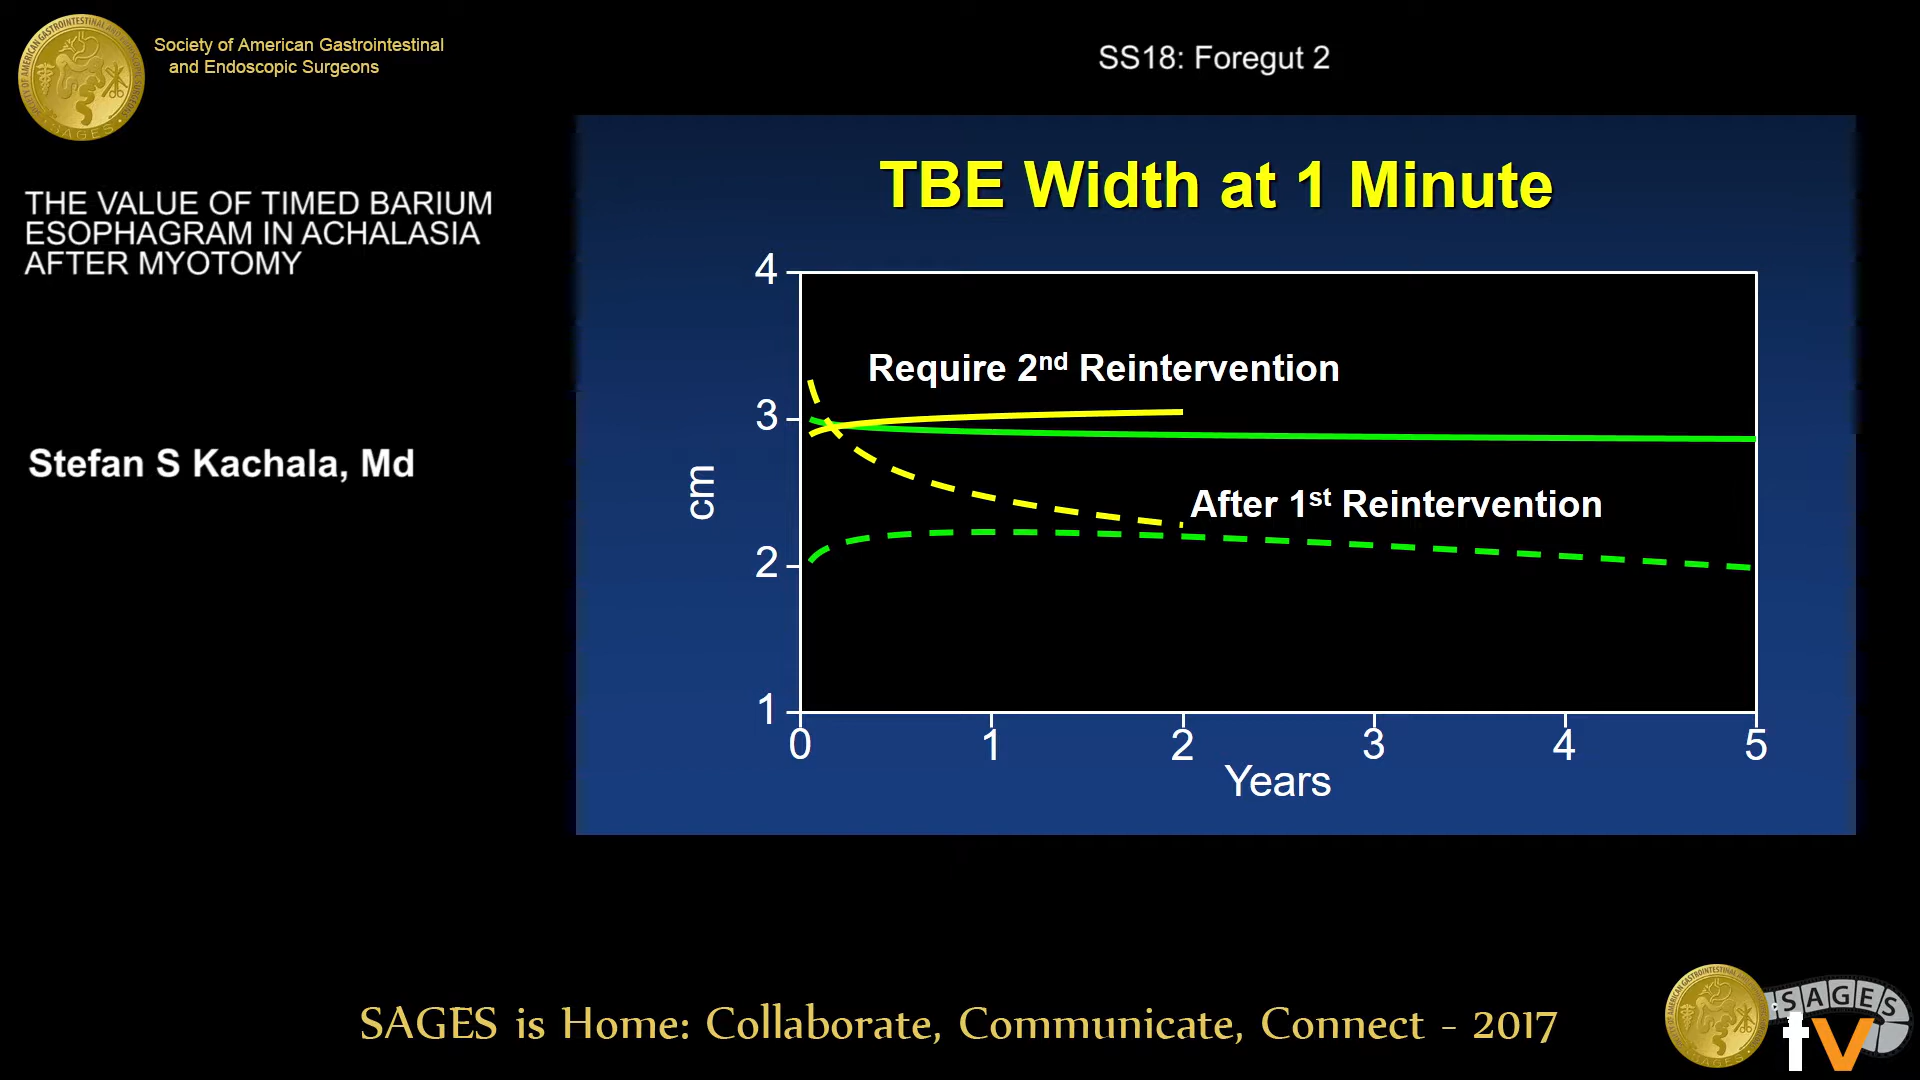 Society of American Gastrointestinal
and Endoscopic Surgeons
SS18: Foregut 2
THE VALUE OF TIMED BARIUM
ESOPHAGRAM IN ACHALASIA
AFTER MYOTOMY
Stefan S Kachala, Md
TBE Width at 1 Minute
4
3
2
1
cm
Require 2nd Reintervention
After 1st Reintervention
0 1 2 3 4 5
Years
SAGES is Home: Collaborate, Communicate, Connect - 2017
SAGES
tv